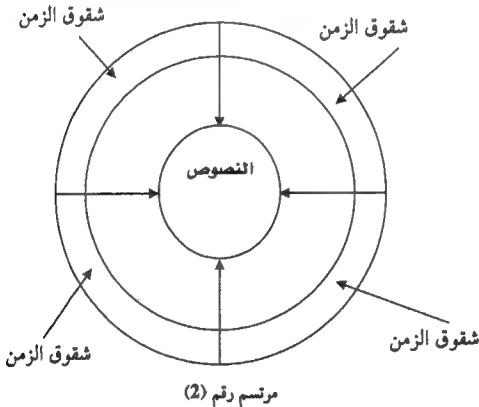 شقوق الزمن
شقوق الزمن
النصوص
شقوق الزمن
شقوق الزمن
مرتسم رقم (2)